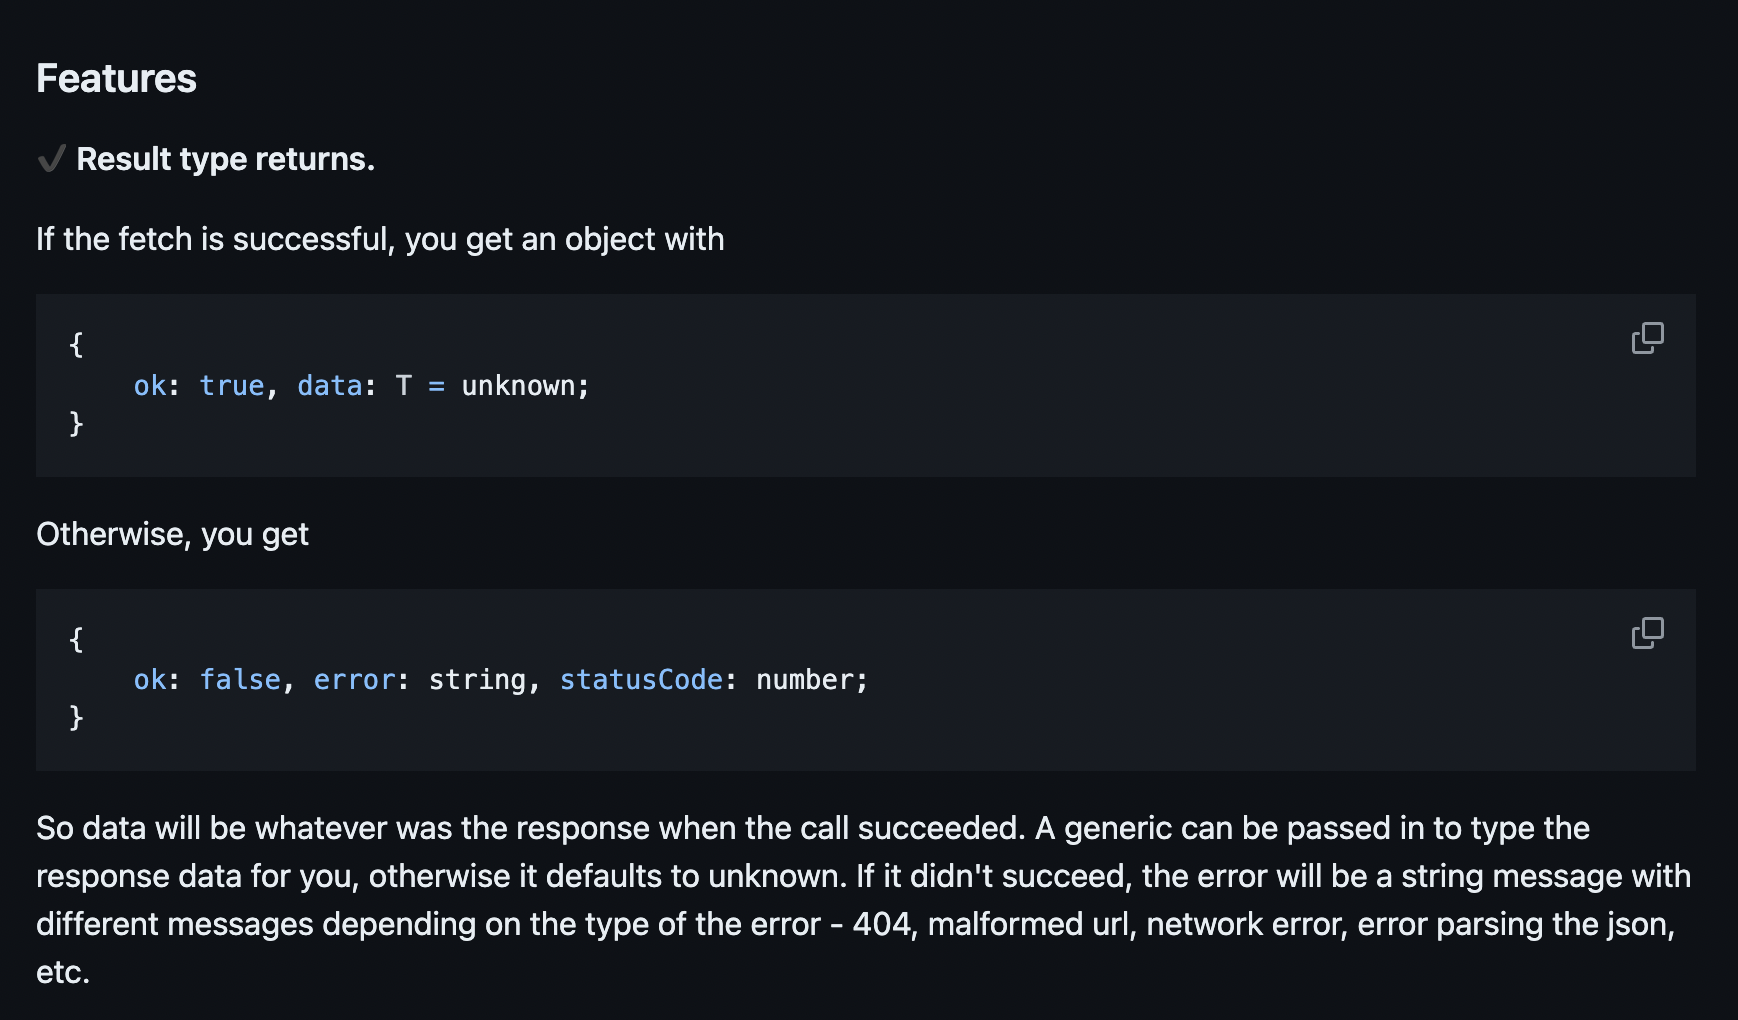 Features
✔ Result type returns.
If the fetch is successful, you get an object with
{
    ok: true, data: T = unknown;
}
Otherwise, you get
{
    ok: false, error: string, statusCode: number;
}
So data will be whatever was the response when the call succeeded. A generic can be passed in to type the
response data for you, otherwise it defaults to unknown. If it didn't succeed, the error will be a string message with
different messages depending on the type of the error - 404, malformed url, network error, error parsing the json,
etc.